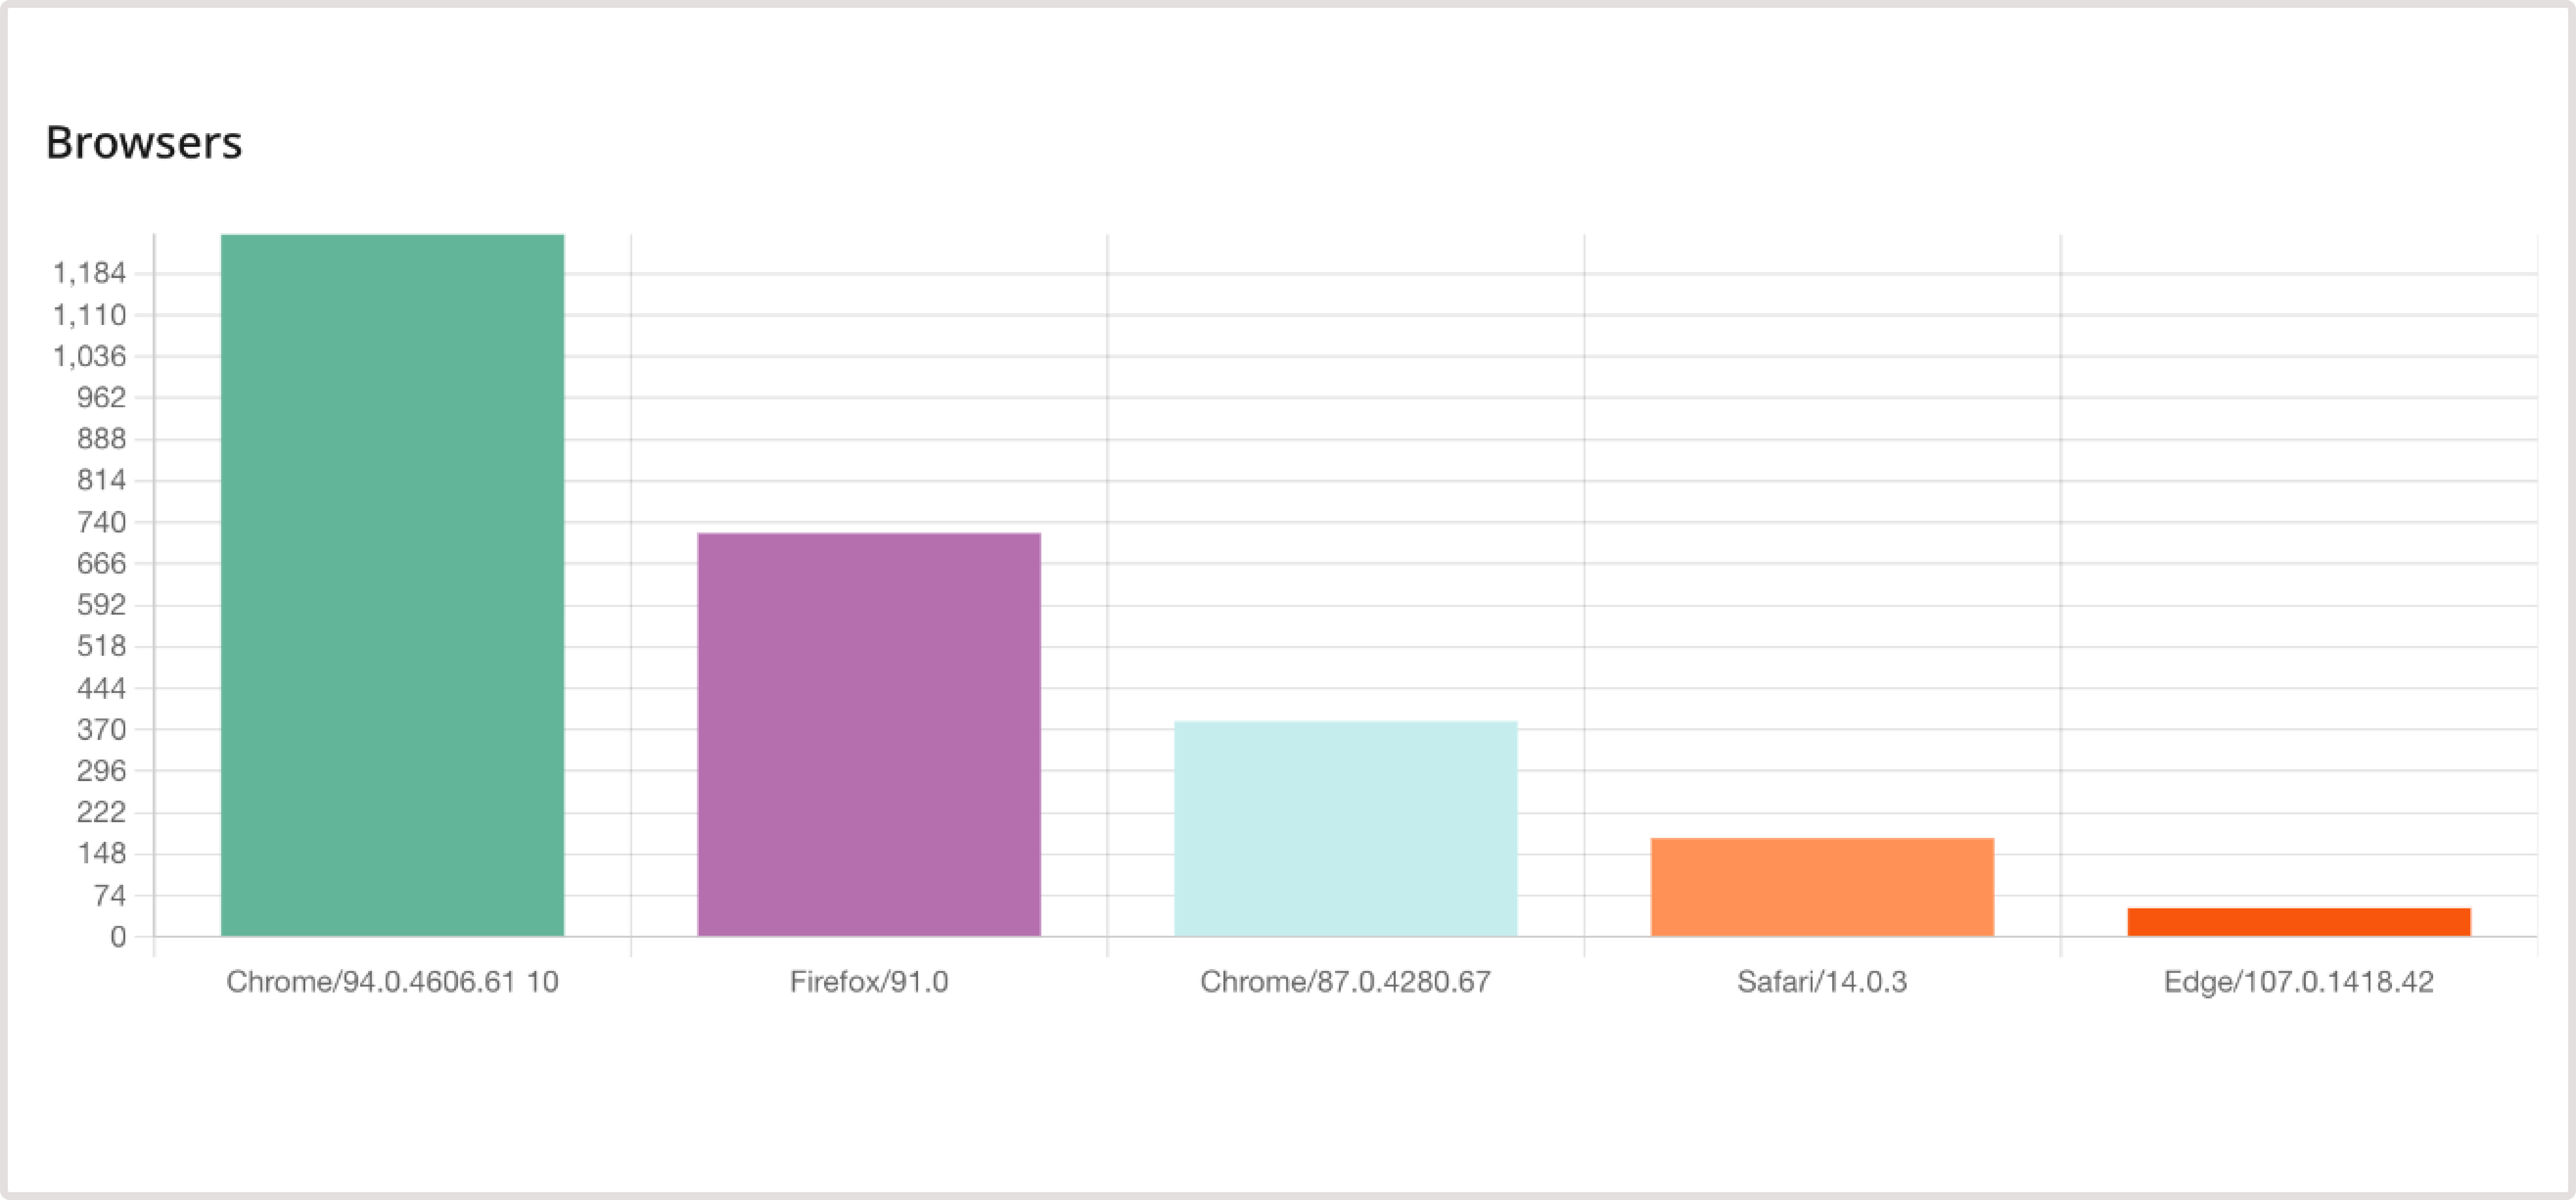 Browsers
1,184
1,110
1,036
962
888
814
740
666
592
518
444
370
296
222
148
74
0
Chrome/94.0.4606.61 10
Firefox/91.0
Chrome/87.0.4280.67
Safari/14.0.3
Edge/107.0.1418.42